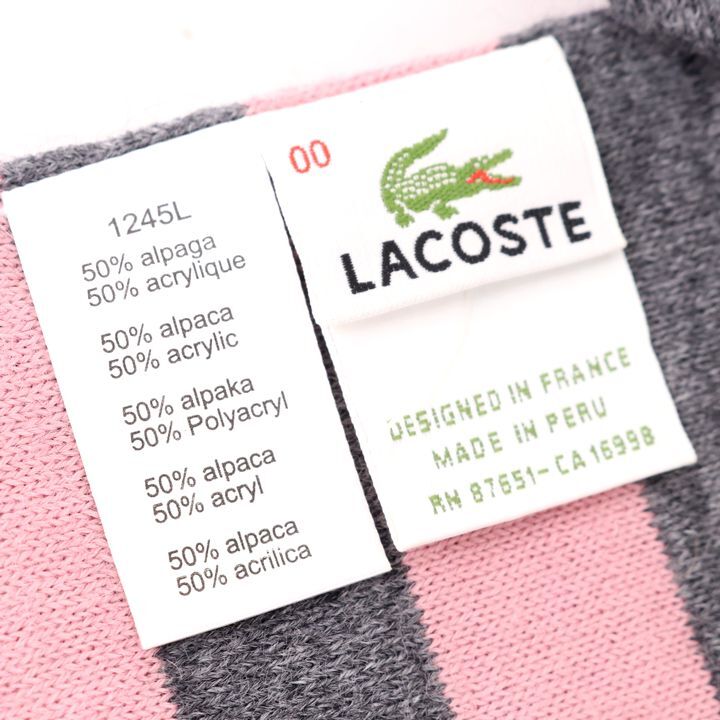 1245L
50% alpaga
50% acrylique
50% alpaca
50% acrylic
50% alpaka
50% Polyacryl
50% alpaca
50% acryl
50% alpaca
50% acrilica
00
LACOSTE
DESIGNED IN FRANCE
MADE IN PERU
RN 87651-CA 16998